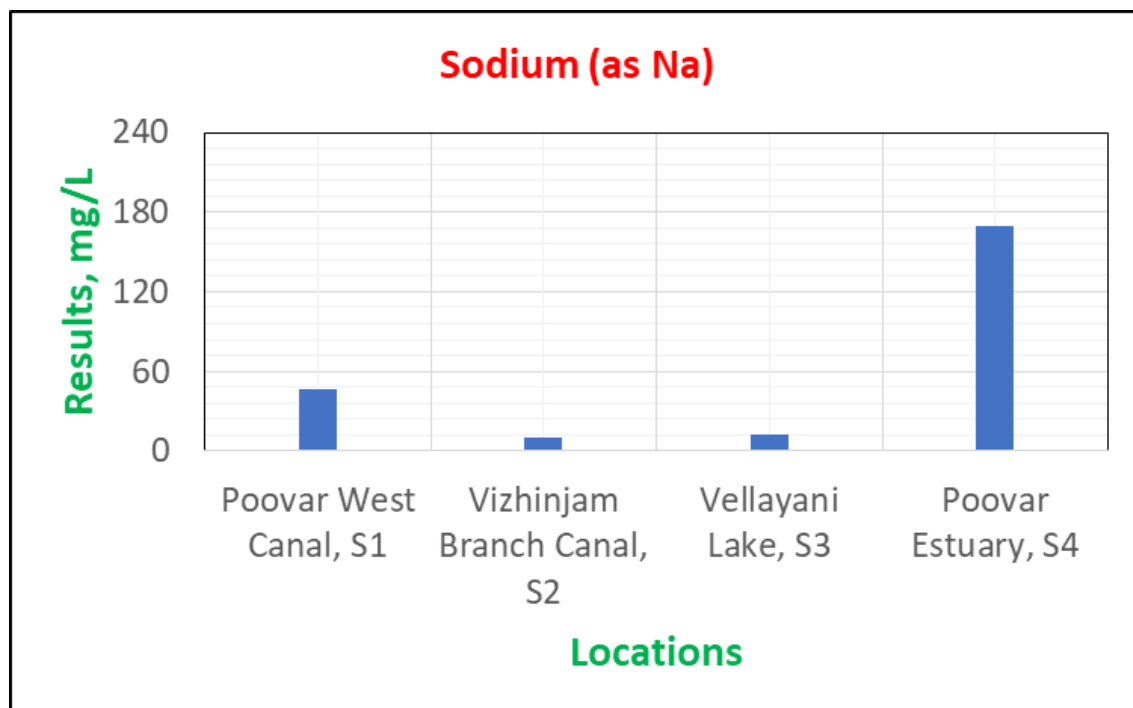 Sodium (as Na)
Results, mg/L
240
180
120
60
0
Poovar West
Canal, S1
Vizhinjam
Branch Canal,
S2
Vellayani
Lake, S3
Poovar
Estuary, S4
Locations